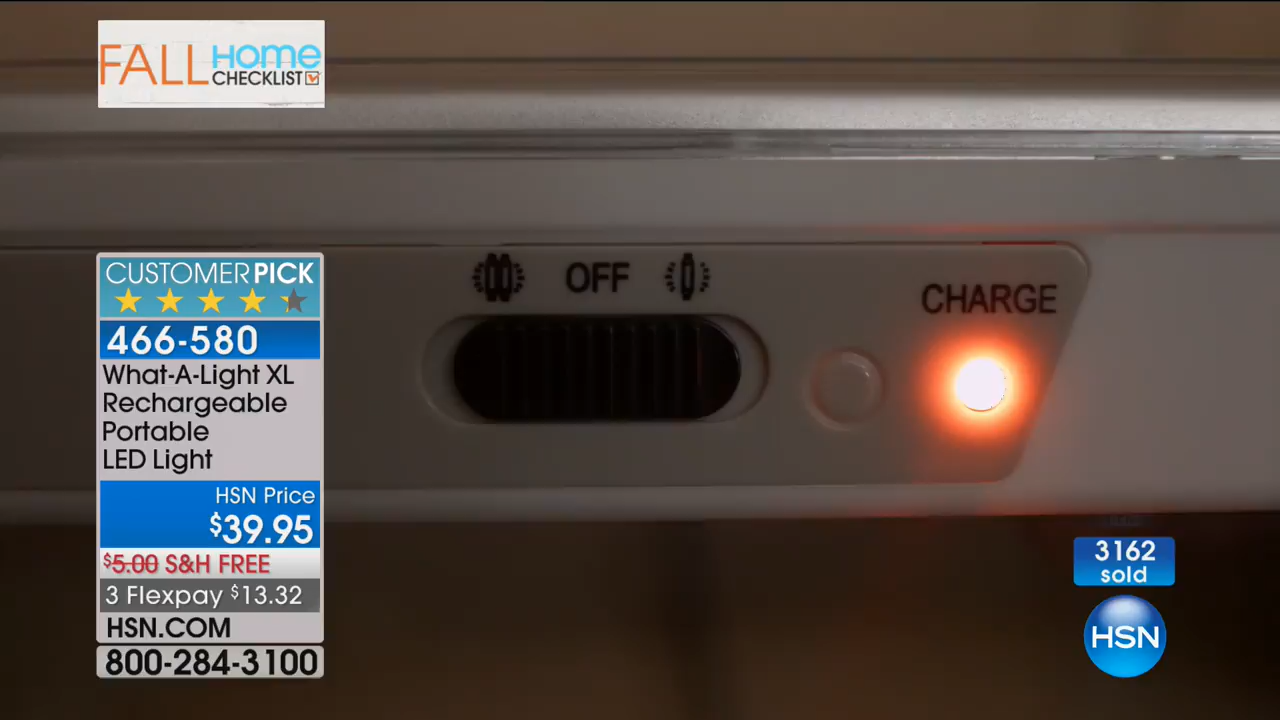 FALL Home
CHECKLIST
CUSTOMER PICK
466-580
What-A-Light XL
Rechargeable
Portable
LED Light
HSN Price
$39.95
$5.00 S&H FREE
3 Flexpay $13.32
HSN.COM
800-284-3100
OFF
CHARGE
3162
sold
HSN